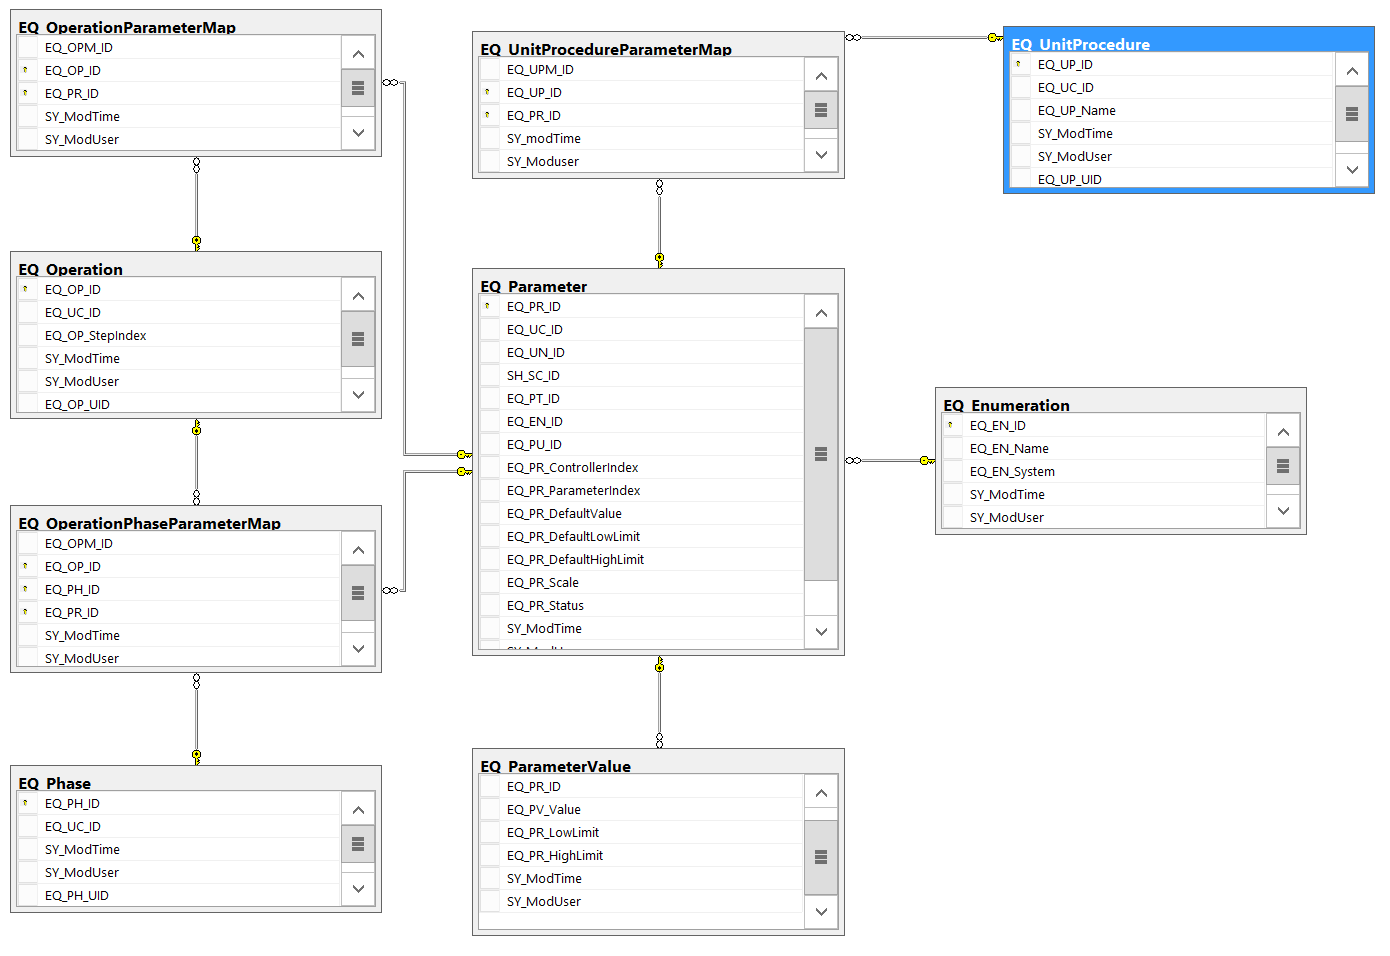 EQ_OperationParameterMap
EQ_OPM_ID
EQ_OP_ID
EQ_PR_ID
SY_ModTime
SY_ModUser
EQ_Operation
EQ_OP_ID
EQ_UC_ID
EQ_OP_StepIndex
SY_ModTime
SY_ModUser
EQ_OP_UID
EQ_OperationPhaseParameterMap
EQ_OPM_ID
EQ_OP_ID
EQ_PH_ID
EQ_PR_ID
SY_ModTime
SY_ModUser
EQ_Phase
EQ_PH_ID
EQ_UC_ID
SY_ModTime
SY_ModUser
EQ_PH_UID
EQ_UnitProcedureParameterMap
EQ_UPM_ID
EQ_UP_ID
EQ_PR_ID
SY_modTime
SY_Moduser
EQ_Parameter
EQ_PR_ID
EQ_UC_ID
EQ_UN_ID
SH_SC_ID
EQ_PT_ID
EQ_EN_ID
EQ_PU_ID
EQ_PR_ControllerIndex
EQ_PR_ParameterIndex
EQ_PR_DefaultValue
EQ_PR_DefaultLowLimit
EQ_PR_DefaultHighLimit
EQ_PR_Scale
EQ_PR_Status
SY_ModTime
EQ_ParameterValue
EQ_PR_ID
EQ_PV_Value
EQ_PR_LowLimit
EQ_PR_HighLimit
SY_ModTime
SY_ModUser
EQ_UnitProcedure
EQ_UP_ID
EQ_UC_ID
EQ_UP_Name
SY_ModTime
SY_ModUser
EQ_UP_UID
EQ_Enumeration
EQ_EN_ID
EQ_EN_Name
EQ_EN_System
SY_ModTime
SY_ModUser